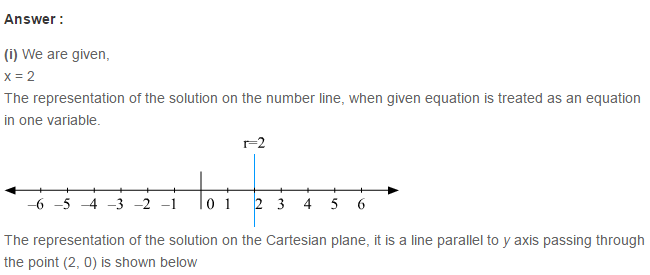 Answer :
(i) We are given,
x = 2
The representation of the solution on the number line, when given equation is treated as an equation
in one variable.
r=2
–6 –5 –4 –3 –2 –1 0 1 2 3 4 5 6
The representation of the solution on the Cartesian plane, it is a line parallel to y axis passing through
the point (2, 0) is shown below